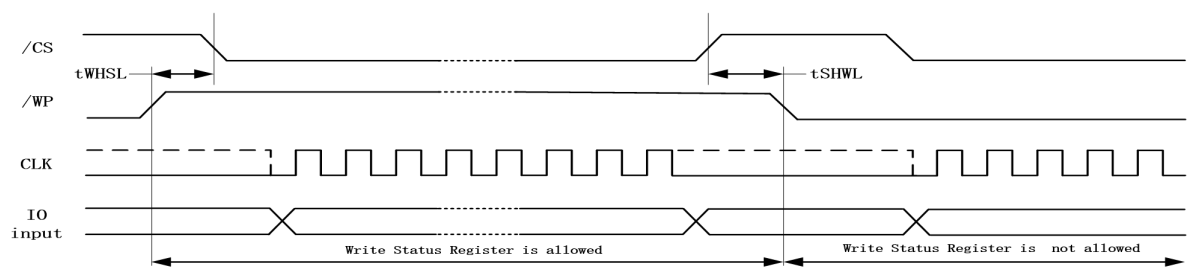 /CS
tWHSL
tSHWL
/WP
CLK
IO
input
Write Status Register is allowed
Write Status Register is not allowed